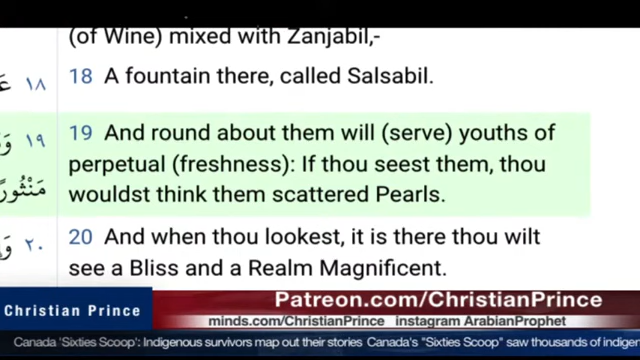 (of Wine) mixed with Zanjabil,-
18 A fountain there, called Salsabil.
١٨
19 And round about them will (serve) youths of
١٩
perpetual (freshness): If thou seest them, thou
wouldst think them scattered Pearls.
مَنْثُورً
20 And when thou lookest, it is there thou wilt
٢٠
see a Bliss and a Realm Magnificent.
Christian Prince
Patreon.com/ChristianPrince
minds.com/ChristianPrince instagram ArabianProphet
Canada 'Sixties Scoop': Indigenous survivors map out their stories Canada's "Sixties Scoop" saw thousands of indige